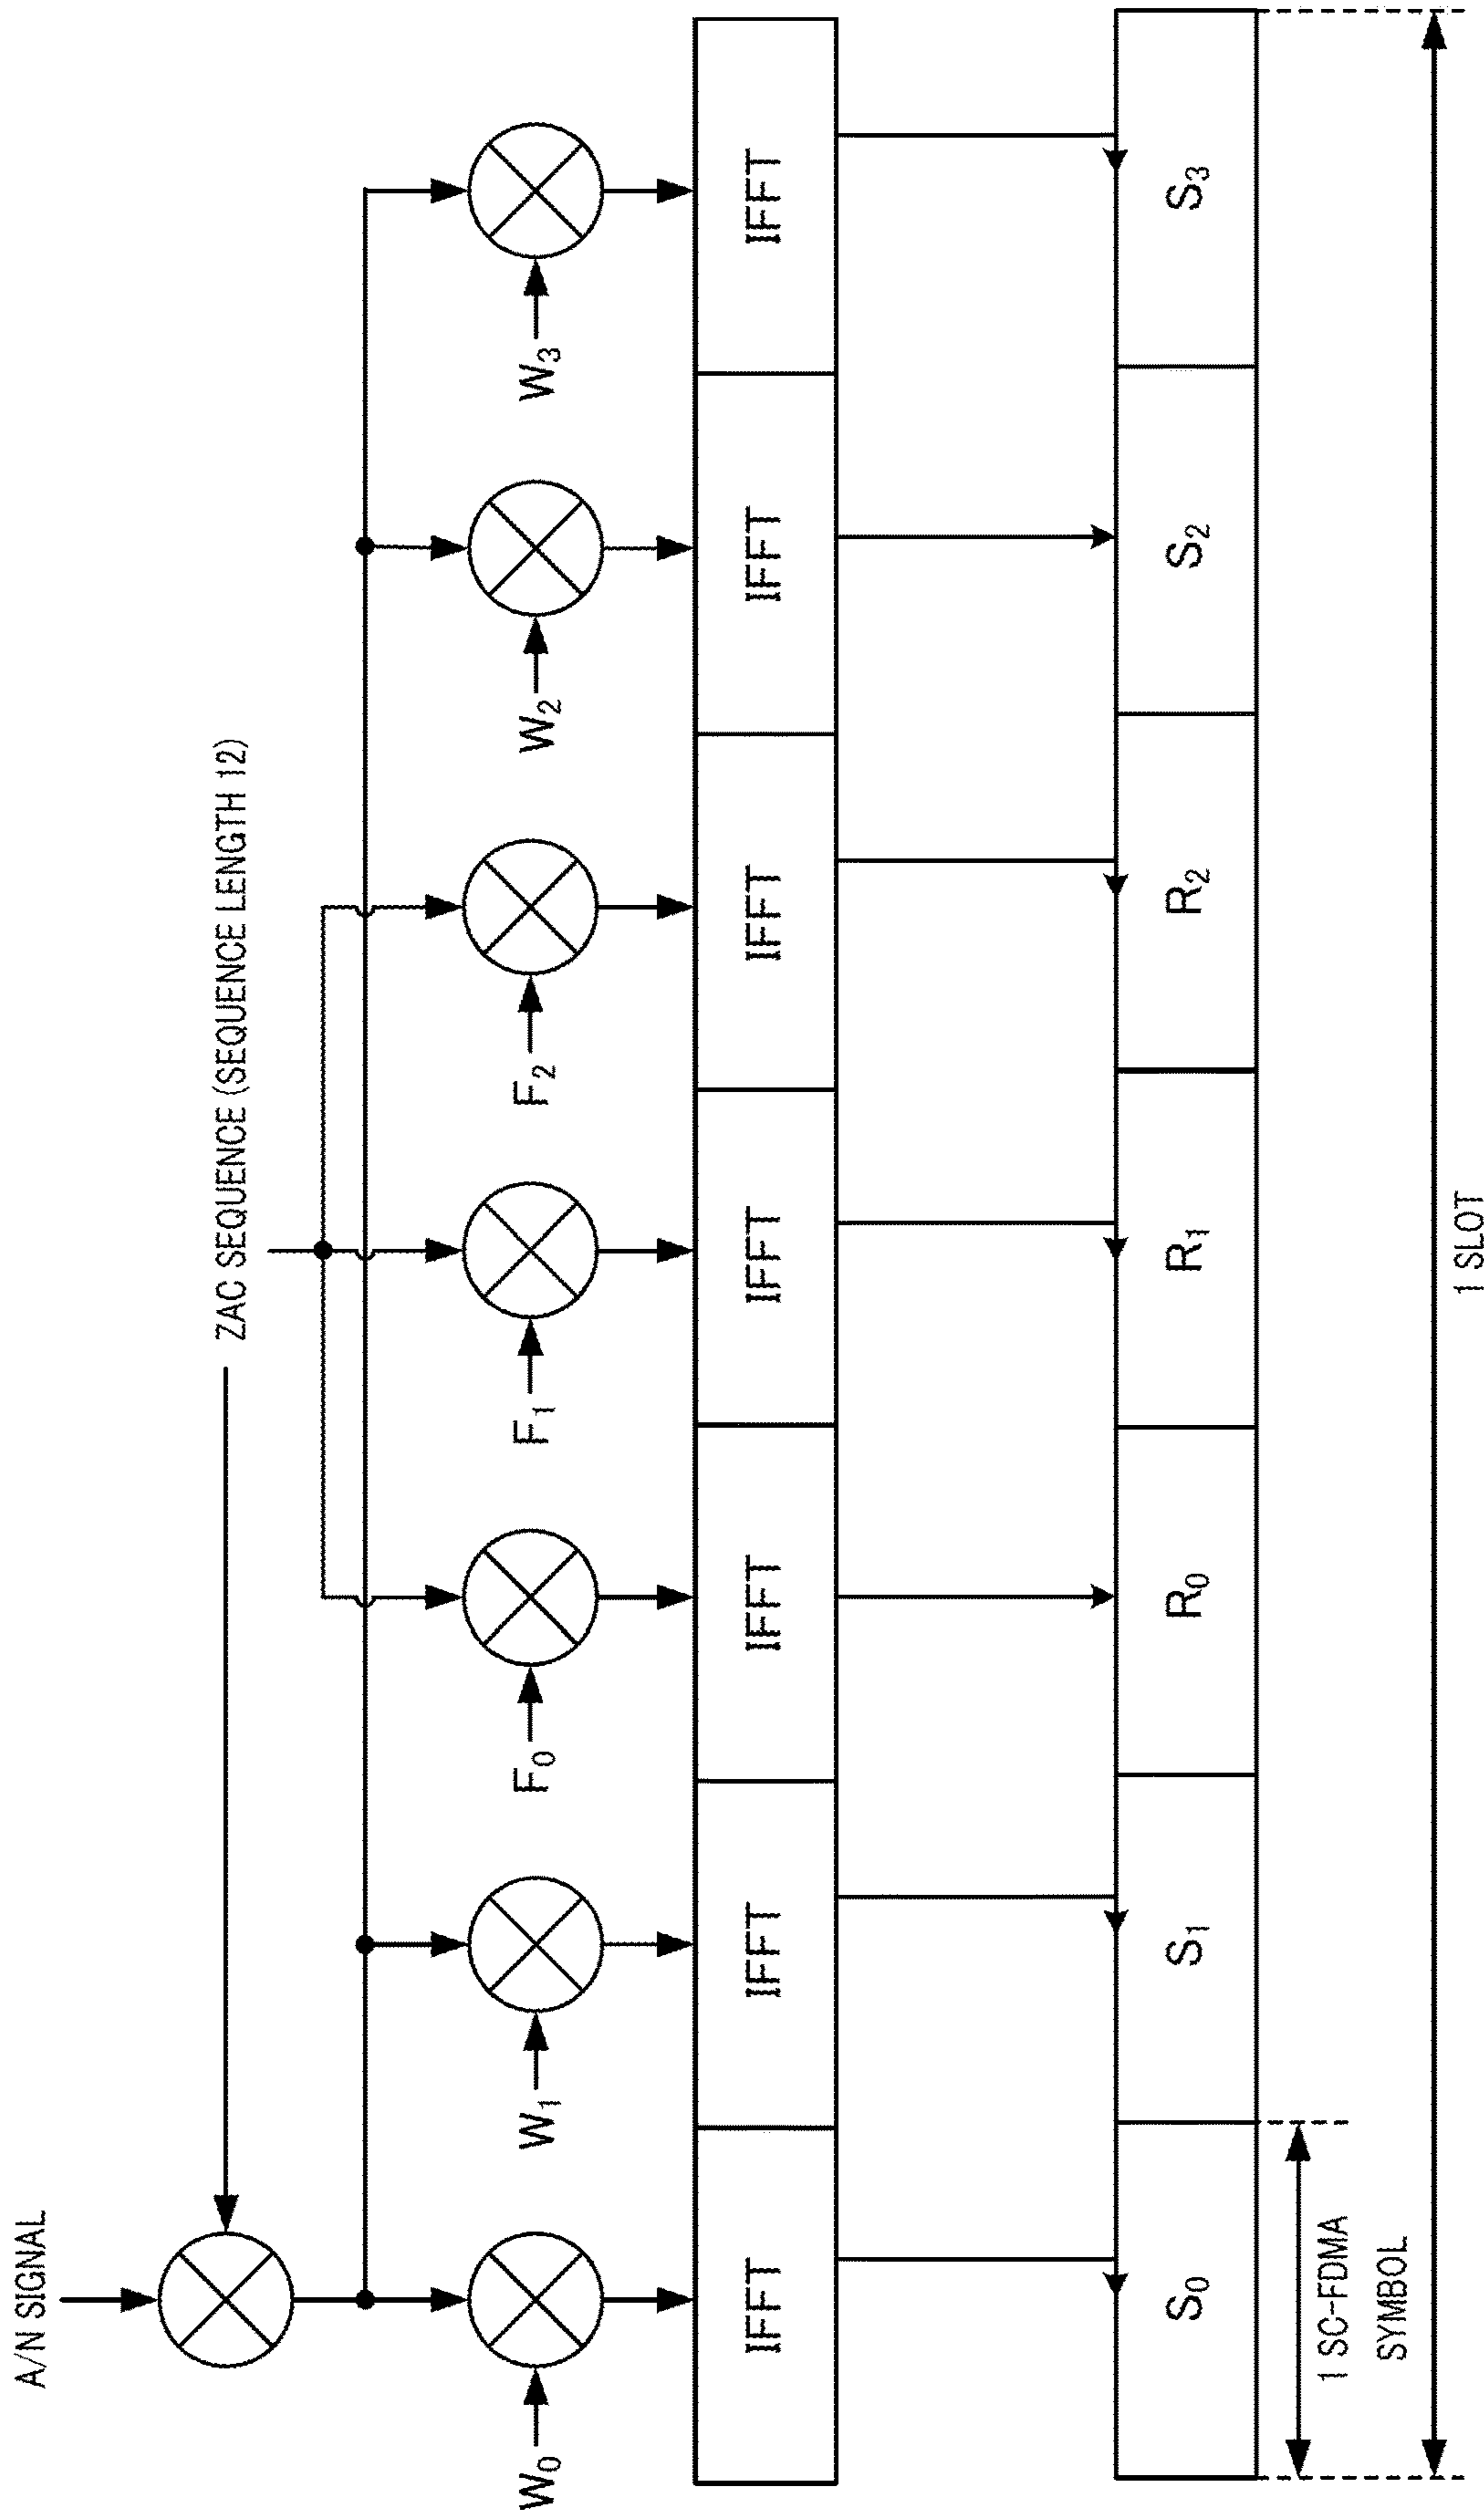 A/N SIGNAL
ZAC SEQUENCE (SEQUENCE LENGTH 12)
W0
W1
F0
F1
F2
W2
W3
IFFT
IFFT
IFFT
IFFT
IFFT
IFFT
IFFT
S0
S1
R0
R1
R2
S2
S3
1 SC-FDMA
SYMBOL
1 SLOT